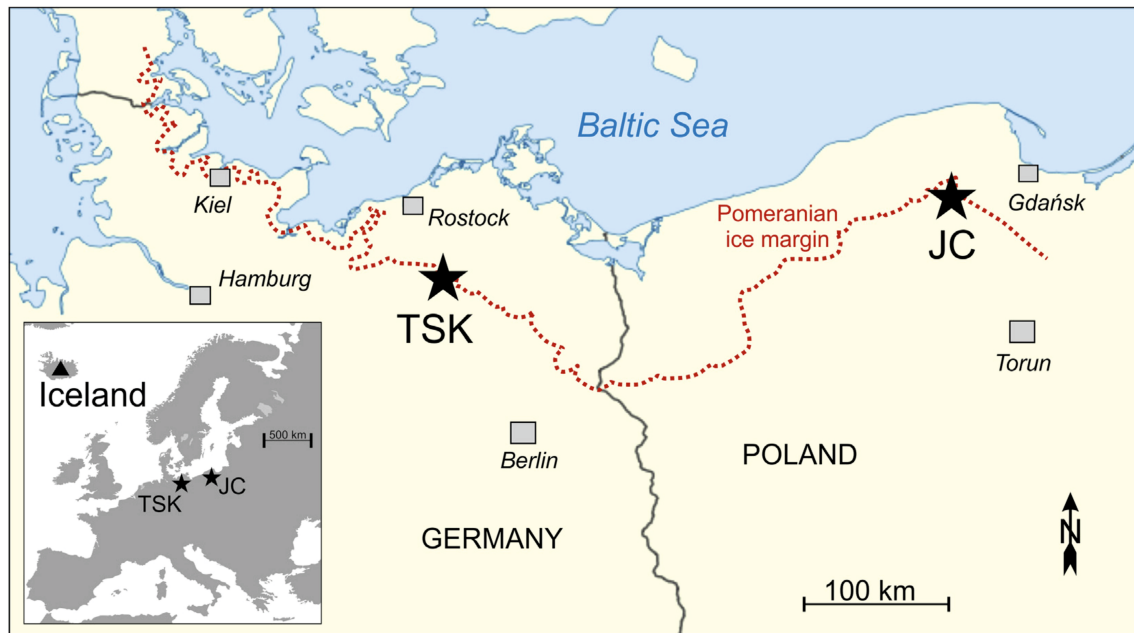 Baltic Sea
Kiel
Rostock
Gdańsk
Pomeranian
ice margin
JC
Hamburg
TSK
Torun
Iceland
500 km
TSK
JC
Berlin
POLAND
GERMANY
N
100 km